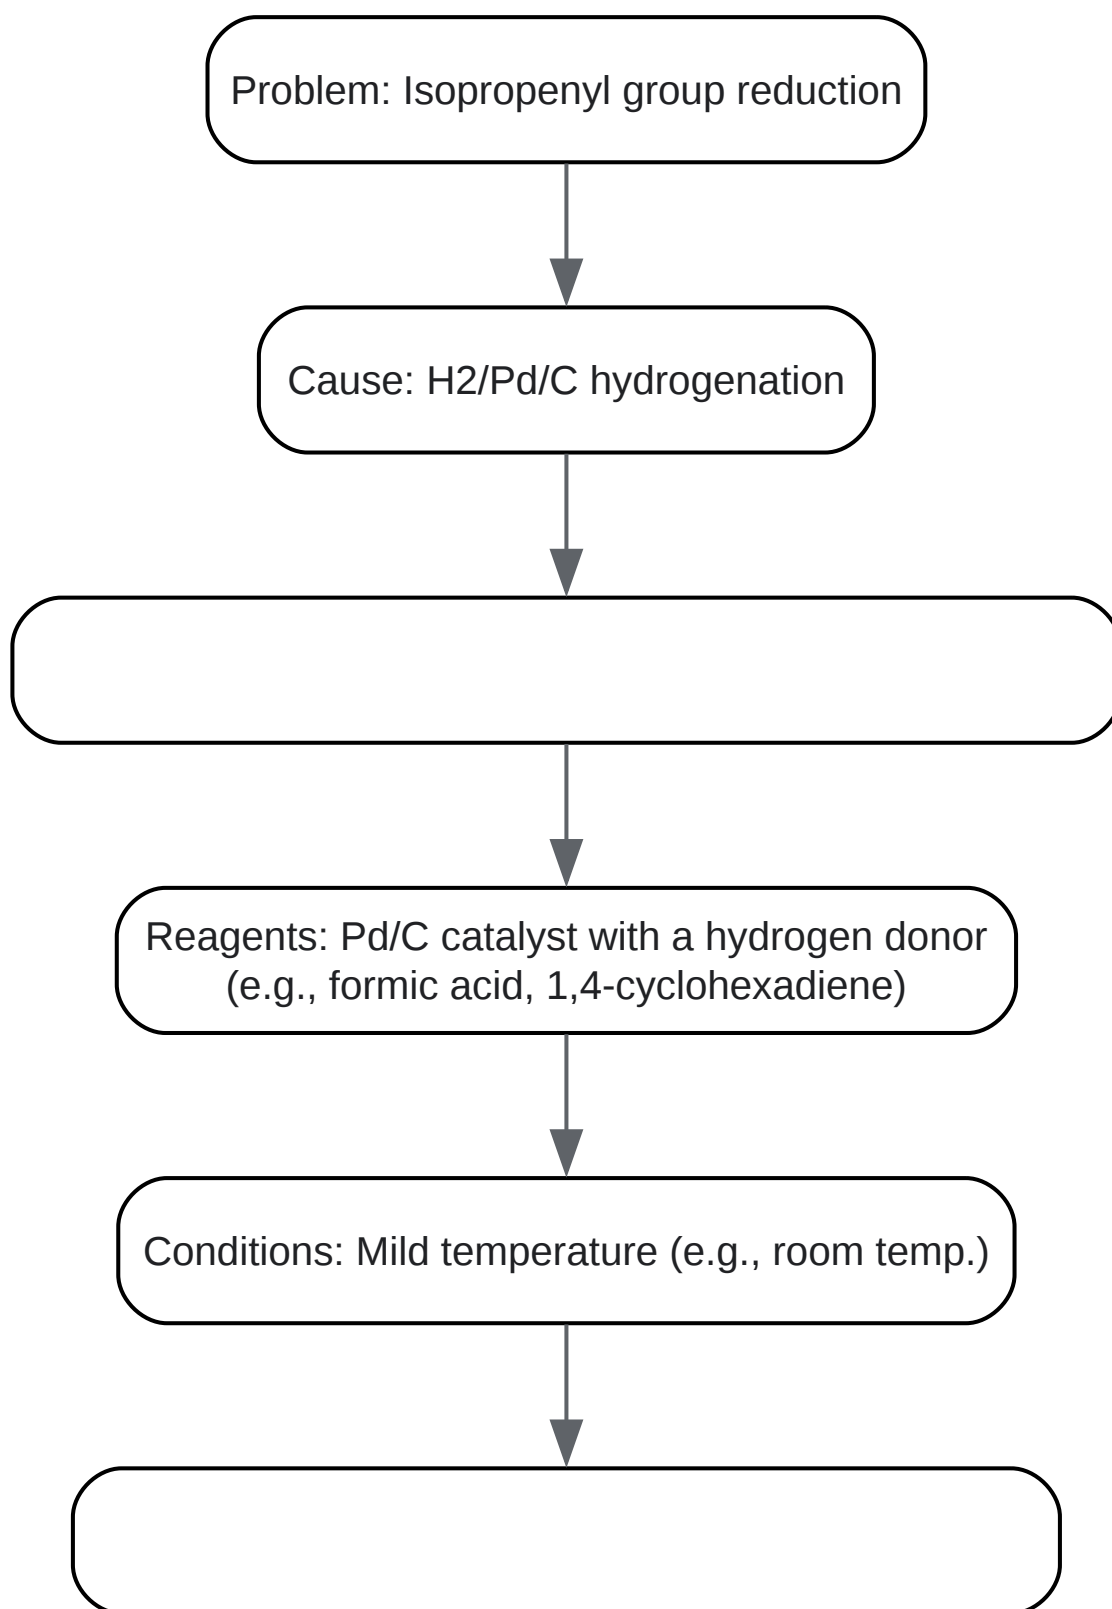 Problem: Isopropenyl group reduction
Cause: H2/Pd/C hydrogenation
Reagents: Pd/C catalyst with a hydrogen donor
(e.g., formic acid, 1,4-cyclohexadiene)
Conditions: Mild temperature (e.g., room temp.)